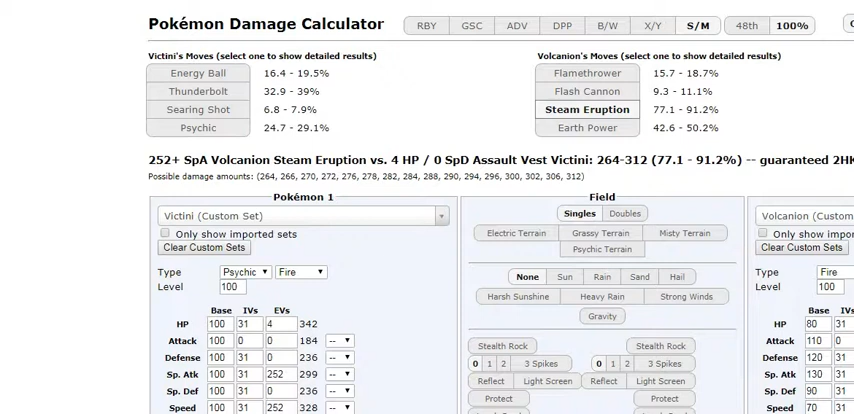 Pokémon Damage Calculator RBY GSC ADV DPP B/W X/Y S/M 48th 100%
Victini's Moves (select one to show detailed results)
Energy Ball 16.4 - 19.5%
Thunderbolt 32.9 - 39%
Searing Shot 6.8 - 7.9%
Psychic 24.7 - 29.1%
Volcanion's Moves (select one to show detailed results)
Flamethrower 15.7 - 18.7%
Flash Cannon 9.3 - 11.1%
Steam Eruption 77.1 - 91.2%
Earth Power 42.6 - 50.2%
252+ SpA Volcanion Steam Eruption vs. 4 HP / 0 SpD Assault Vest Victini: 264-312 (77.1 - 91.2%) -- guaranteed 2H
Possible damage amounts: (264, 266, 270, 272, 276, 278, 282, 284, 288, 290, 294, 296, 300, 302, 306, 312)
Pokémon 1
Victini (Custom Set)
Only show imported sets
Clear Custom Sets
Type Psychic Fire
Level 100
Base IVs EVs
HP 100 31 4 342
Attack 100 0 0 184 --
Defense 100 31 0 236 --
Sp. Atk 100 31 252 299 --
Sp. Def 100 31 0 236 --
Speed 100 31 252 328 --
Field
Singles Doubles
Electric Terrain Grassy Terrain Misty Terrain
Psychic Terrain
None Sun Rain Sand Hail
Harsh Sunshine Heavy Rain Strong Winds
Gravity
Stealth Rock Stealth Rock
0 1 2 3 Spikes 0 1 2 3 Spikes
Reflect Light Screen Reflect Light Screen
Protect Protect
Volcanion (Custom
Only show impor
Clear Custom Sets
Type Fire
Level 100
Base IVs
HP 80 31
Attack 110 0
Defense 120 31
Sp. Atk 130 31
Sp. Def 90 31
Speed 70 31